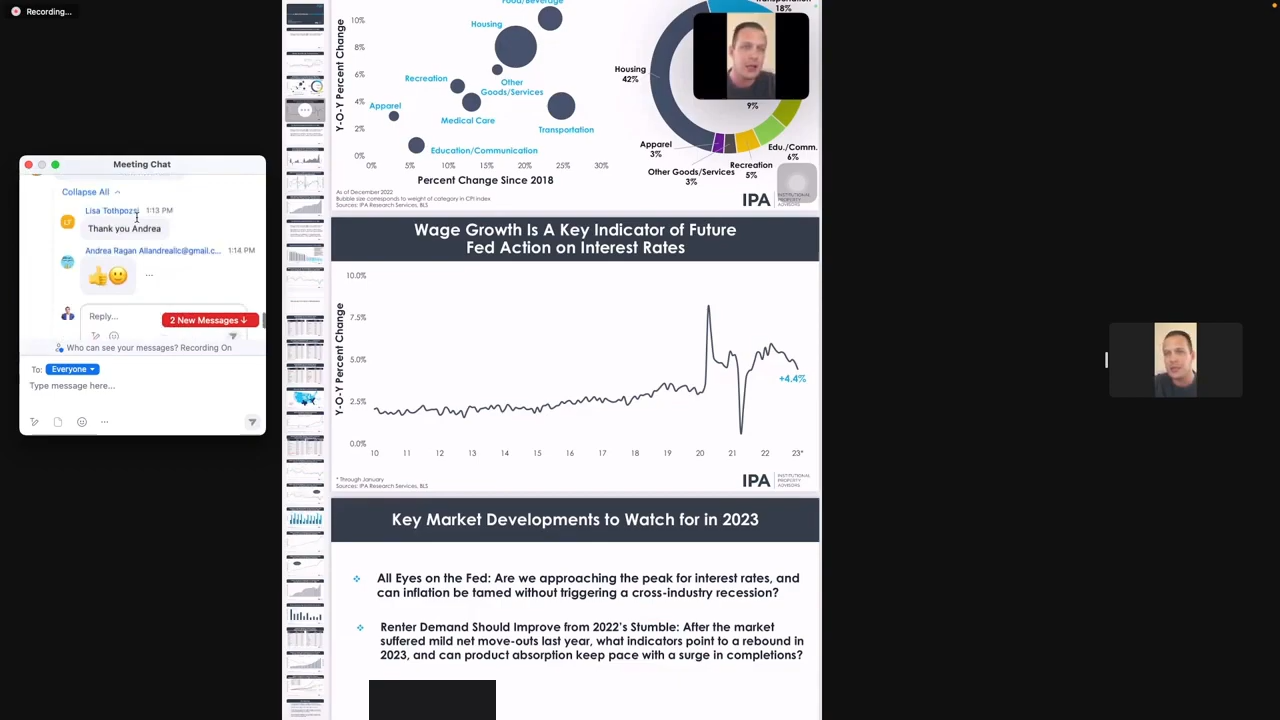 Recording...
Meeting Chat
Collapse All
Lisa Tothpozsi
1:13 PM
Andrea Ragan Allandreallc@gmail.c...
1:14 PM
Reply...
2 New Messages
Who can see your messages? Recording On
To:
Everyone
Type message here...
Y-O-Y Percent Change
10%
8%
6%
4%
2%
0%
Food/Beverage
Housing
Recreation
Other
Goods/Services
Apparel
Medical Care
Transportation
Education/Communication
0%
5%
10%
15%
20%
25%
30%
Percent Change Since 2018
Transportation
18%
Housing
42%
9%
Apparel
3%
Other Goods/Services
3%
Recreation
5%
Edu./Comm.
6%
As of December 2022
Bubble size corresponds to weight of category in CPI index
Sources: IPA Research Services, BLS
IPA
INSTITUTIONAL
PROPERTY
ADVISORS
Wage Growth Is A Key Indicator of Future
Fed Action on Interest Rates
Y-O-Y Percent Change
10.0%
7.5%
5.0%
2.5%
0.0%
+4.4%
10
11
12
13
14
15
16
17
18
19
20
21
22
23*
* Through January
Sources: IPA Research Services, BLS
IPA
INSTITUTIONAL
PROPERTY
ADVISORS
Key Market Developments to Watch for in 2023
All Eyes on the Fed: Are we approaching the peak for interest rates, and
can inflation be tamed without triggering a cross-industry recession?
Renter Demand Should Improve from 2022's Stumble: After the market
suffered mild net move-outs last year, what indicators point to a rebound in
2023, and can product absorption keep pace with a surge in completions?